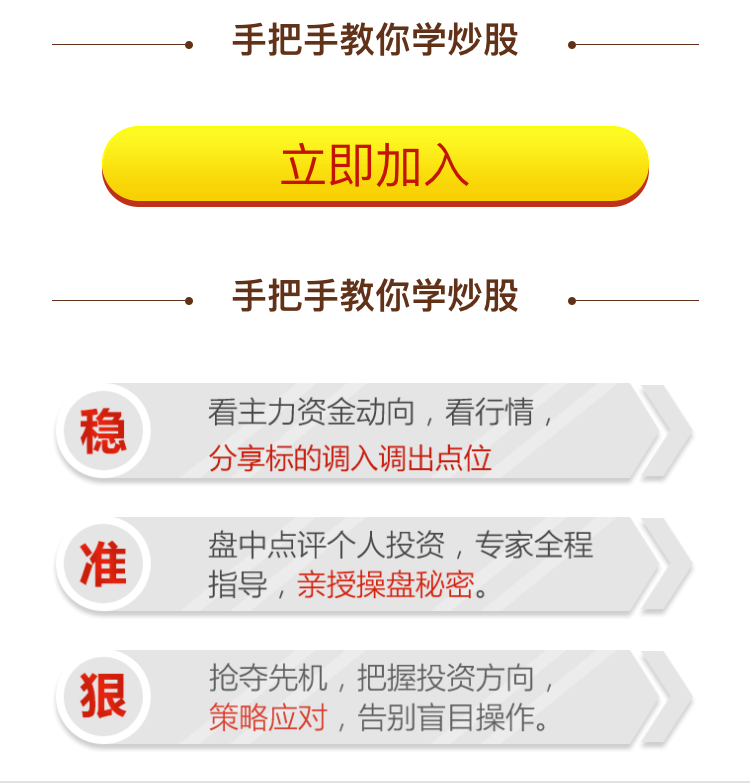 手把手教你学炒股
立即加入
手把手教你学炒股
稳
看主力资金动向，看行情，
分享标的调入调出点位
准
盘中点评个人投资，专家全程
指导，亲授操盘秘密。
狠
抢夺先机，把握投资方向，
策略应对，告别盲目操作。